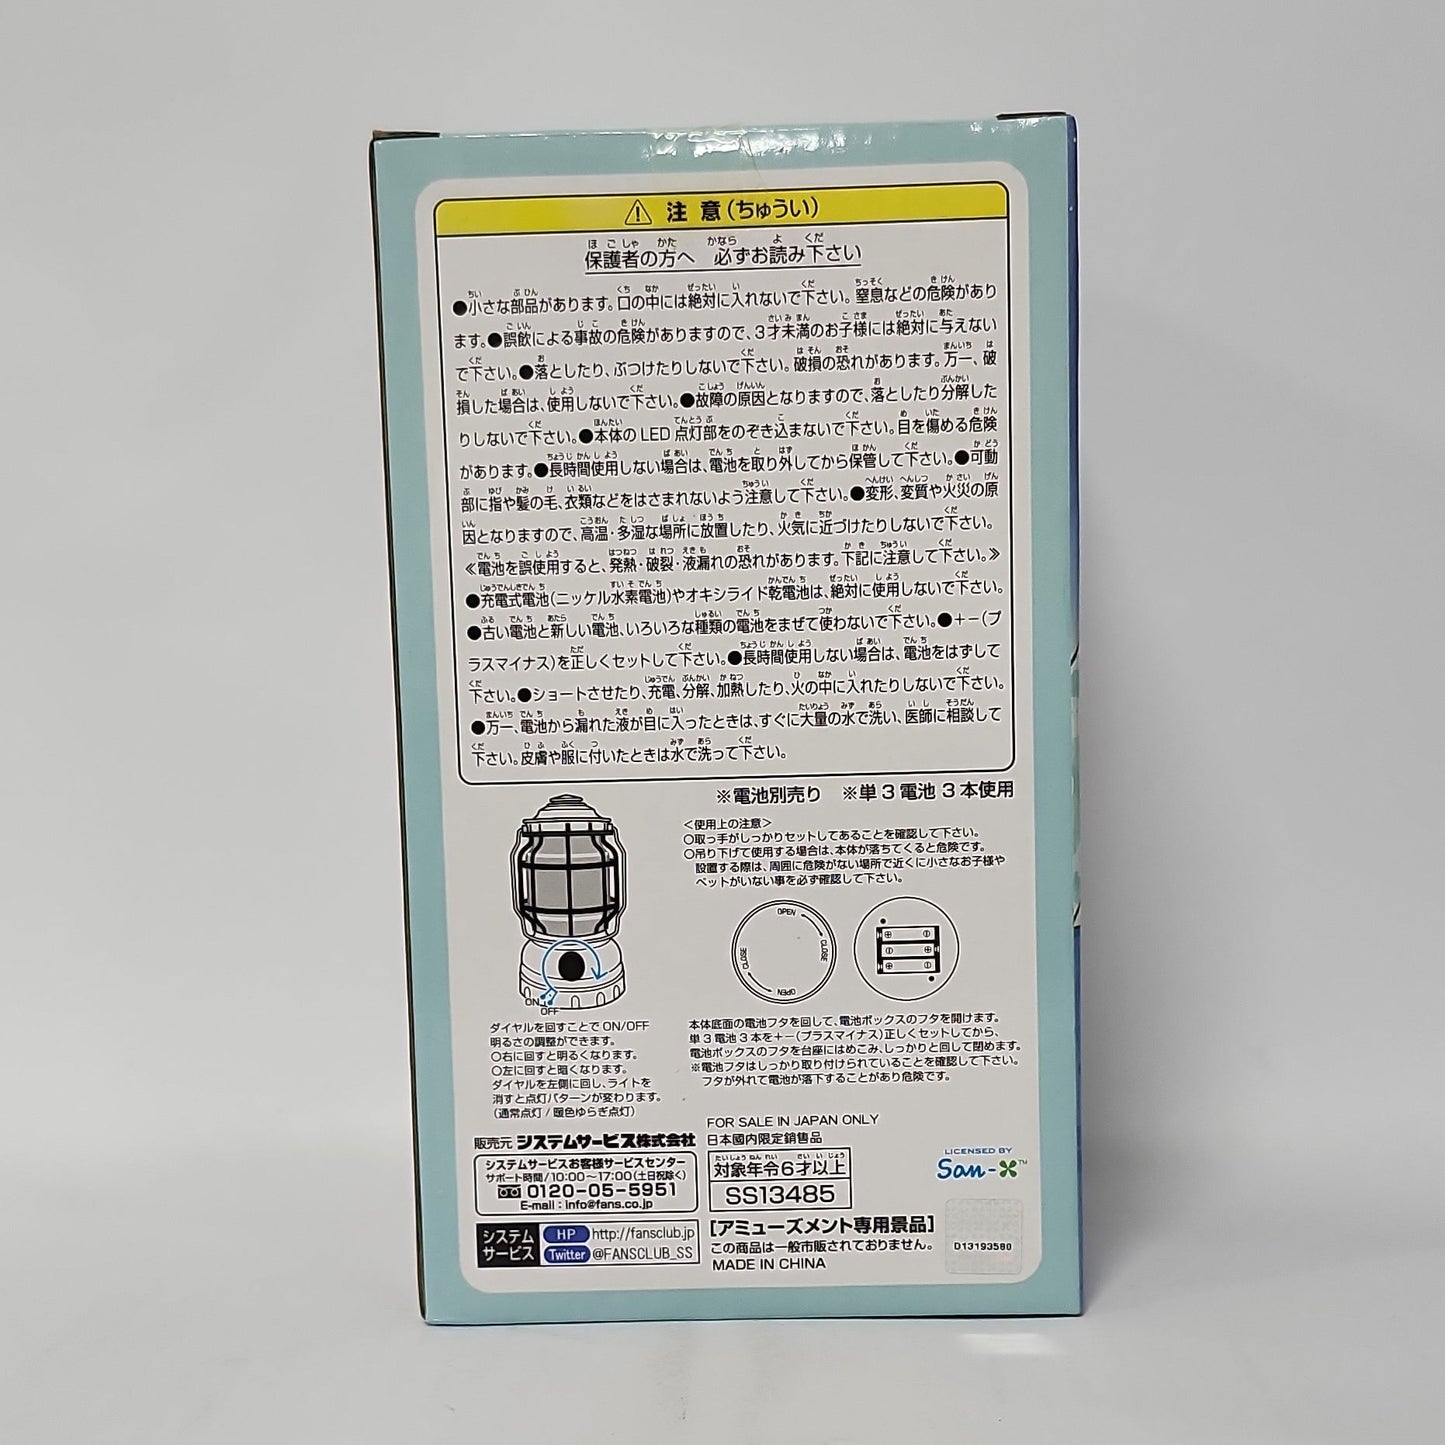 注意(ちゅうい)
保護者の方へ 必ずお読み下さい
●小さな部品があります。口の中には絶対に入れないで下さい。窒息などの危険があり
ます。●誤飲による事故の危険がありますので、3才未満のお子様には絶対に与えない
で下さい。●落としたり、ぶつけたりしないで下さい。破損の恐れがあります。万一、破
損した場合は、使用しないで下さい。●故障の原因となりますので、落としたり分解した
りしないで下さい。●本体のLED点灯部をのぞき込まないで下さい。目を傷める危険
があります。●長時間使用しない場合は、電池を取り外してから保管して下さい。●可動
部に指や髪の毛、衣類などをはさまれないよう注意して下さい。●変形、変質や火災の原
因となりますので、高温・多湿な場所に放置したり、火気に近づけたりしないで下さい。
≪電池を誤使用すると、発熱・破裂・液漏れの恐れがあります。下記に注意して下さい。≫
●充電式電池(ニッケル水素電池)やオキシライド乾電池は、絶対に使用しないで下さい。
●古い電池と新しい電池、いろいろな種類の電池をまぜて使わないで下さい。●+-(プ
ラスマイナス)を正しくセットして下さい。●長時間使用しない場合は、電池をはずして
下さい。●ショートさせたり、充電、分解、加熱したり、火の中に入れたりしないで下さい。
●万一、電池から漏れた液が目に入ったときは、すぐに大量の水で洗い、医師に相談して
下さい。皮膚や服に付いたときは水で洗って下さい。
※電池別売り ※単3電池3本使用
<使用上の注意>
○取っ手がしっかりセットしてあることを確認して下さい。
○吊り下げて使用する場合は、本体が落ちてくると危険です。
設置する際は、周囲に危険がない場所で近くに小さなお子様や
ペットがいない事を必ず確認して下さい。
OPEN
CLOSE
CLOSE
OPEN
ON
OFF
ダイヤルを回すことでON/OFF
明るさの調整ができます。
○右に回すと明るくなります。
○左に回すと暗くなります。
ダイヤルを左側に回し、ライトを
消すと点灯パターンが変わります。
(通常点灯/暖色ゆらぎ点灯)
本体底面の電池フタを回して、電池ボックスのフタを開けます。
単3電池3本を+-(プラスマイナス)正しくセットしてから、
電池ボックスのフタを台座にはめこみ、しっかりと回して閉めます。
※電池フタはしっかり取り付けられていることを確認して下さい。
フタが外れて電池が落下することがあり危険です。
販売元 システムサービス株式会社
システムサービスお客様サービスセンター
サポート時間/10:00~17:00(土日祝除く)
0120-05-5951
E-mail:info@fans.co.jp
システム
サービス
HP http://fansclub.jp
Twitter @FANSCLUB_SS
FOR SALE IN JAPAN ONLY
日本國内限定銷售品
対象年令6才以上
SS13485
[アミューズメント専用景品]
この商品は一般市販されておりません。
MADE IN CHINA
LICENSED BY
San-X™
D13193590